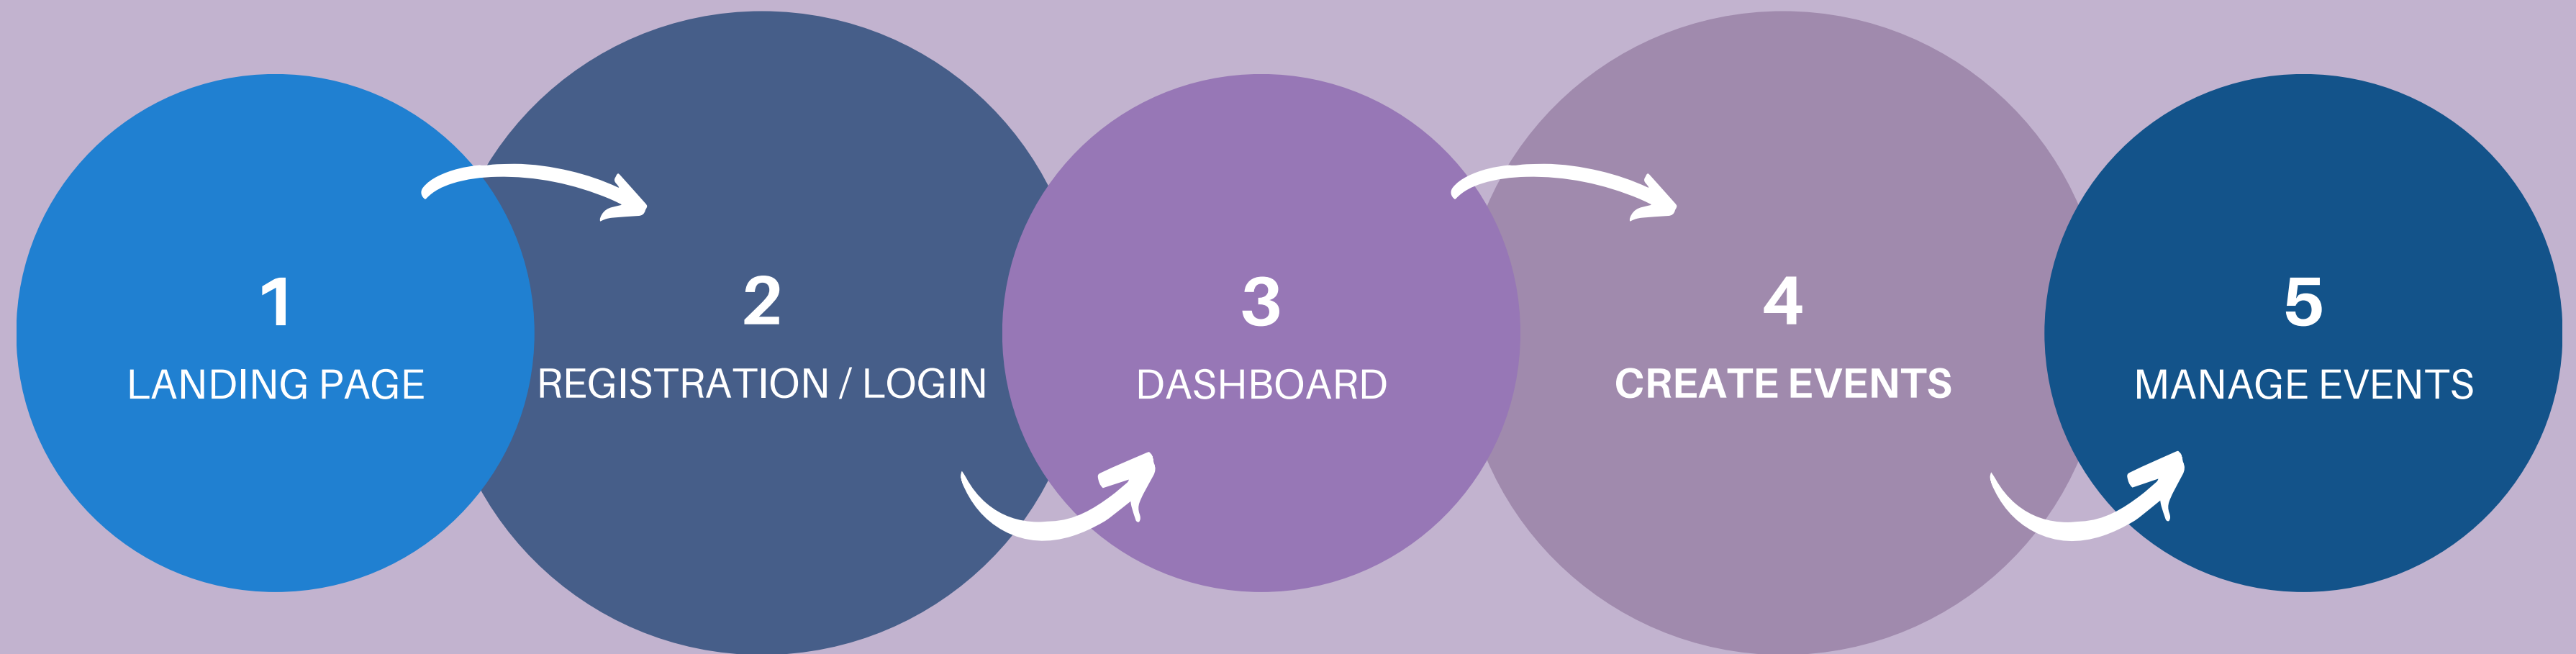 1
LANDING PAGE
2
REGISTRATION / LOGIN
3
DASHBOARD
4
CREATE EVENTS
5
MANAGE EVENTS